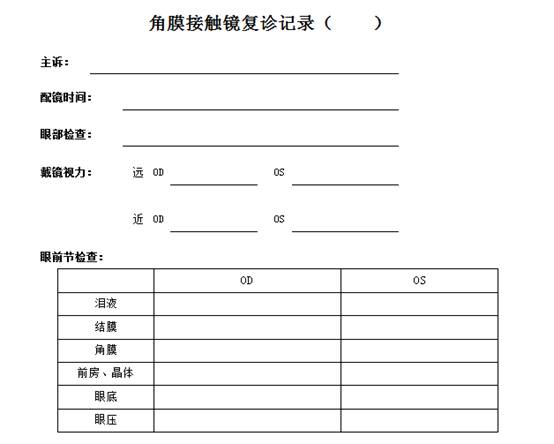 角膜接触镜复诊记录（    ）
主诉：
配镜时间：
眼部检查：
戴镜视力： 远 OD OS
近 OD OS
眼前节检查：
OD OS
泪液
结膜
角膜
前房、晶体
眼底
眼压